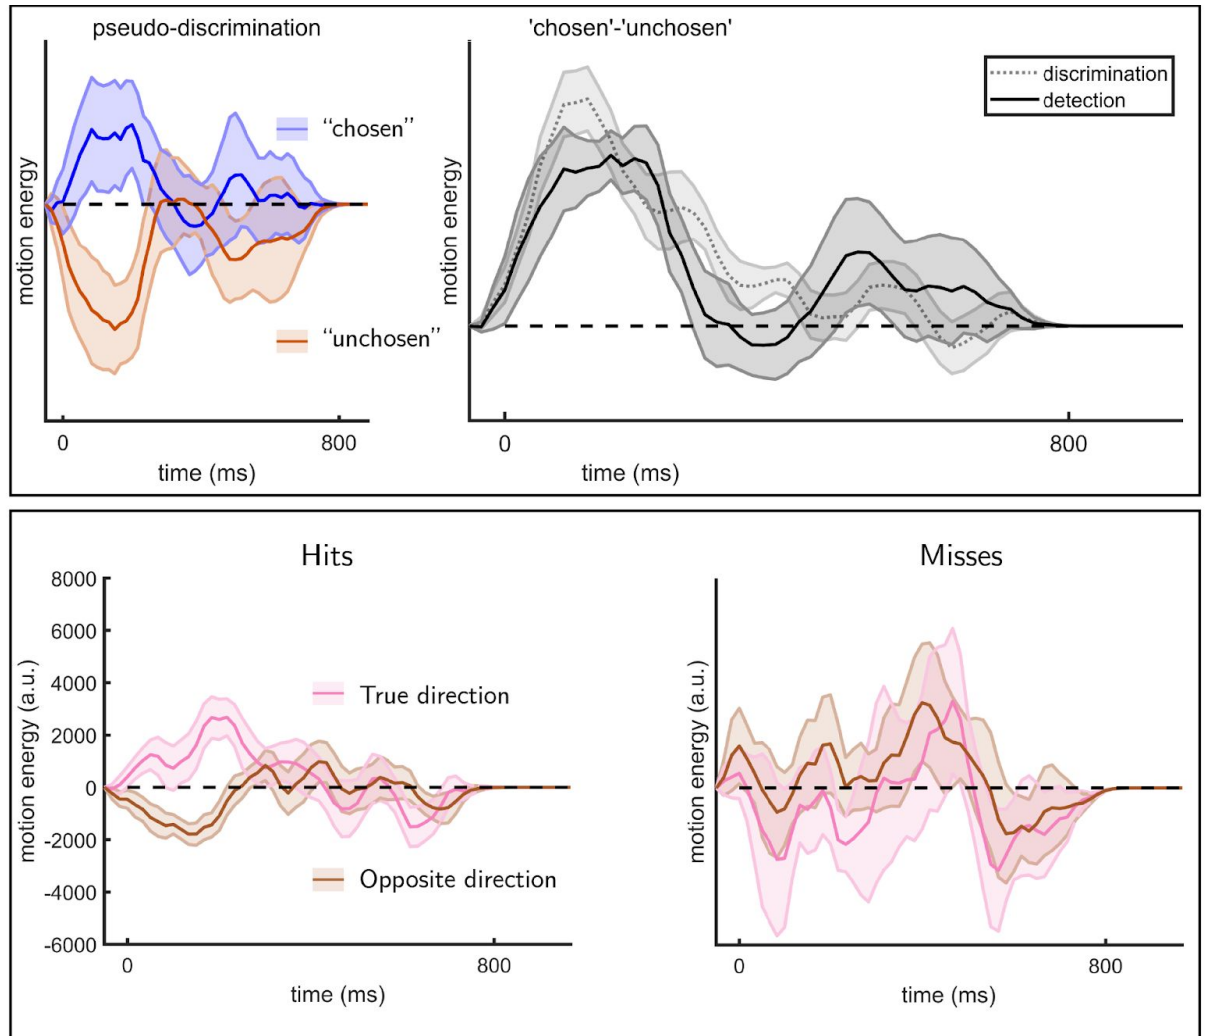 pseudo-discrimination
'chosen'-'unchosen'
discrimination
detection
“chosen”
“unchosen”
motion energy
motion energy
0
800
0
800
time (ms)
time (ms)
Hits
Misses
8000
6000
4000
2000
0
-2000
-4000
-6000
motion energy (a.u.)
True direction
Opposite direction
motion energy (a.u.)
0
800
0
800
time (ms)
time (ms)